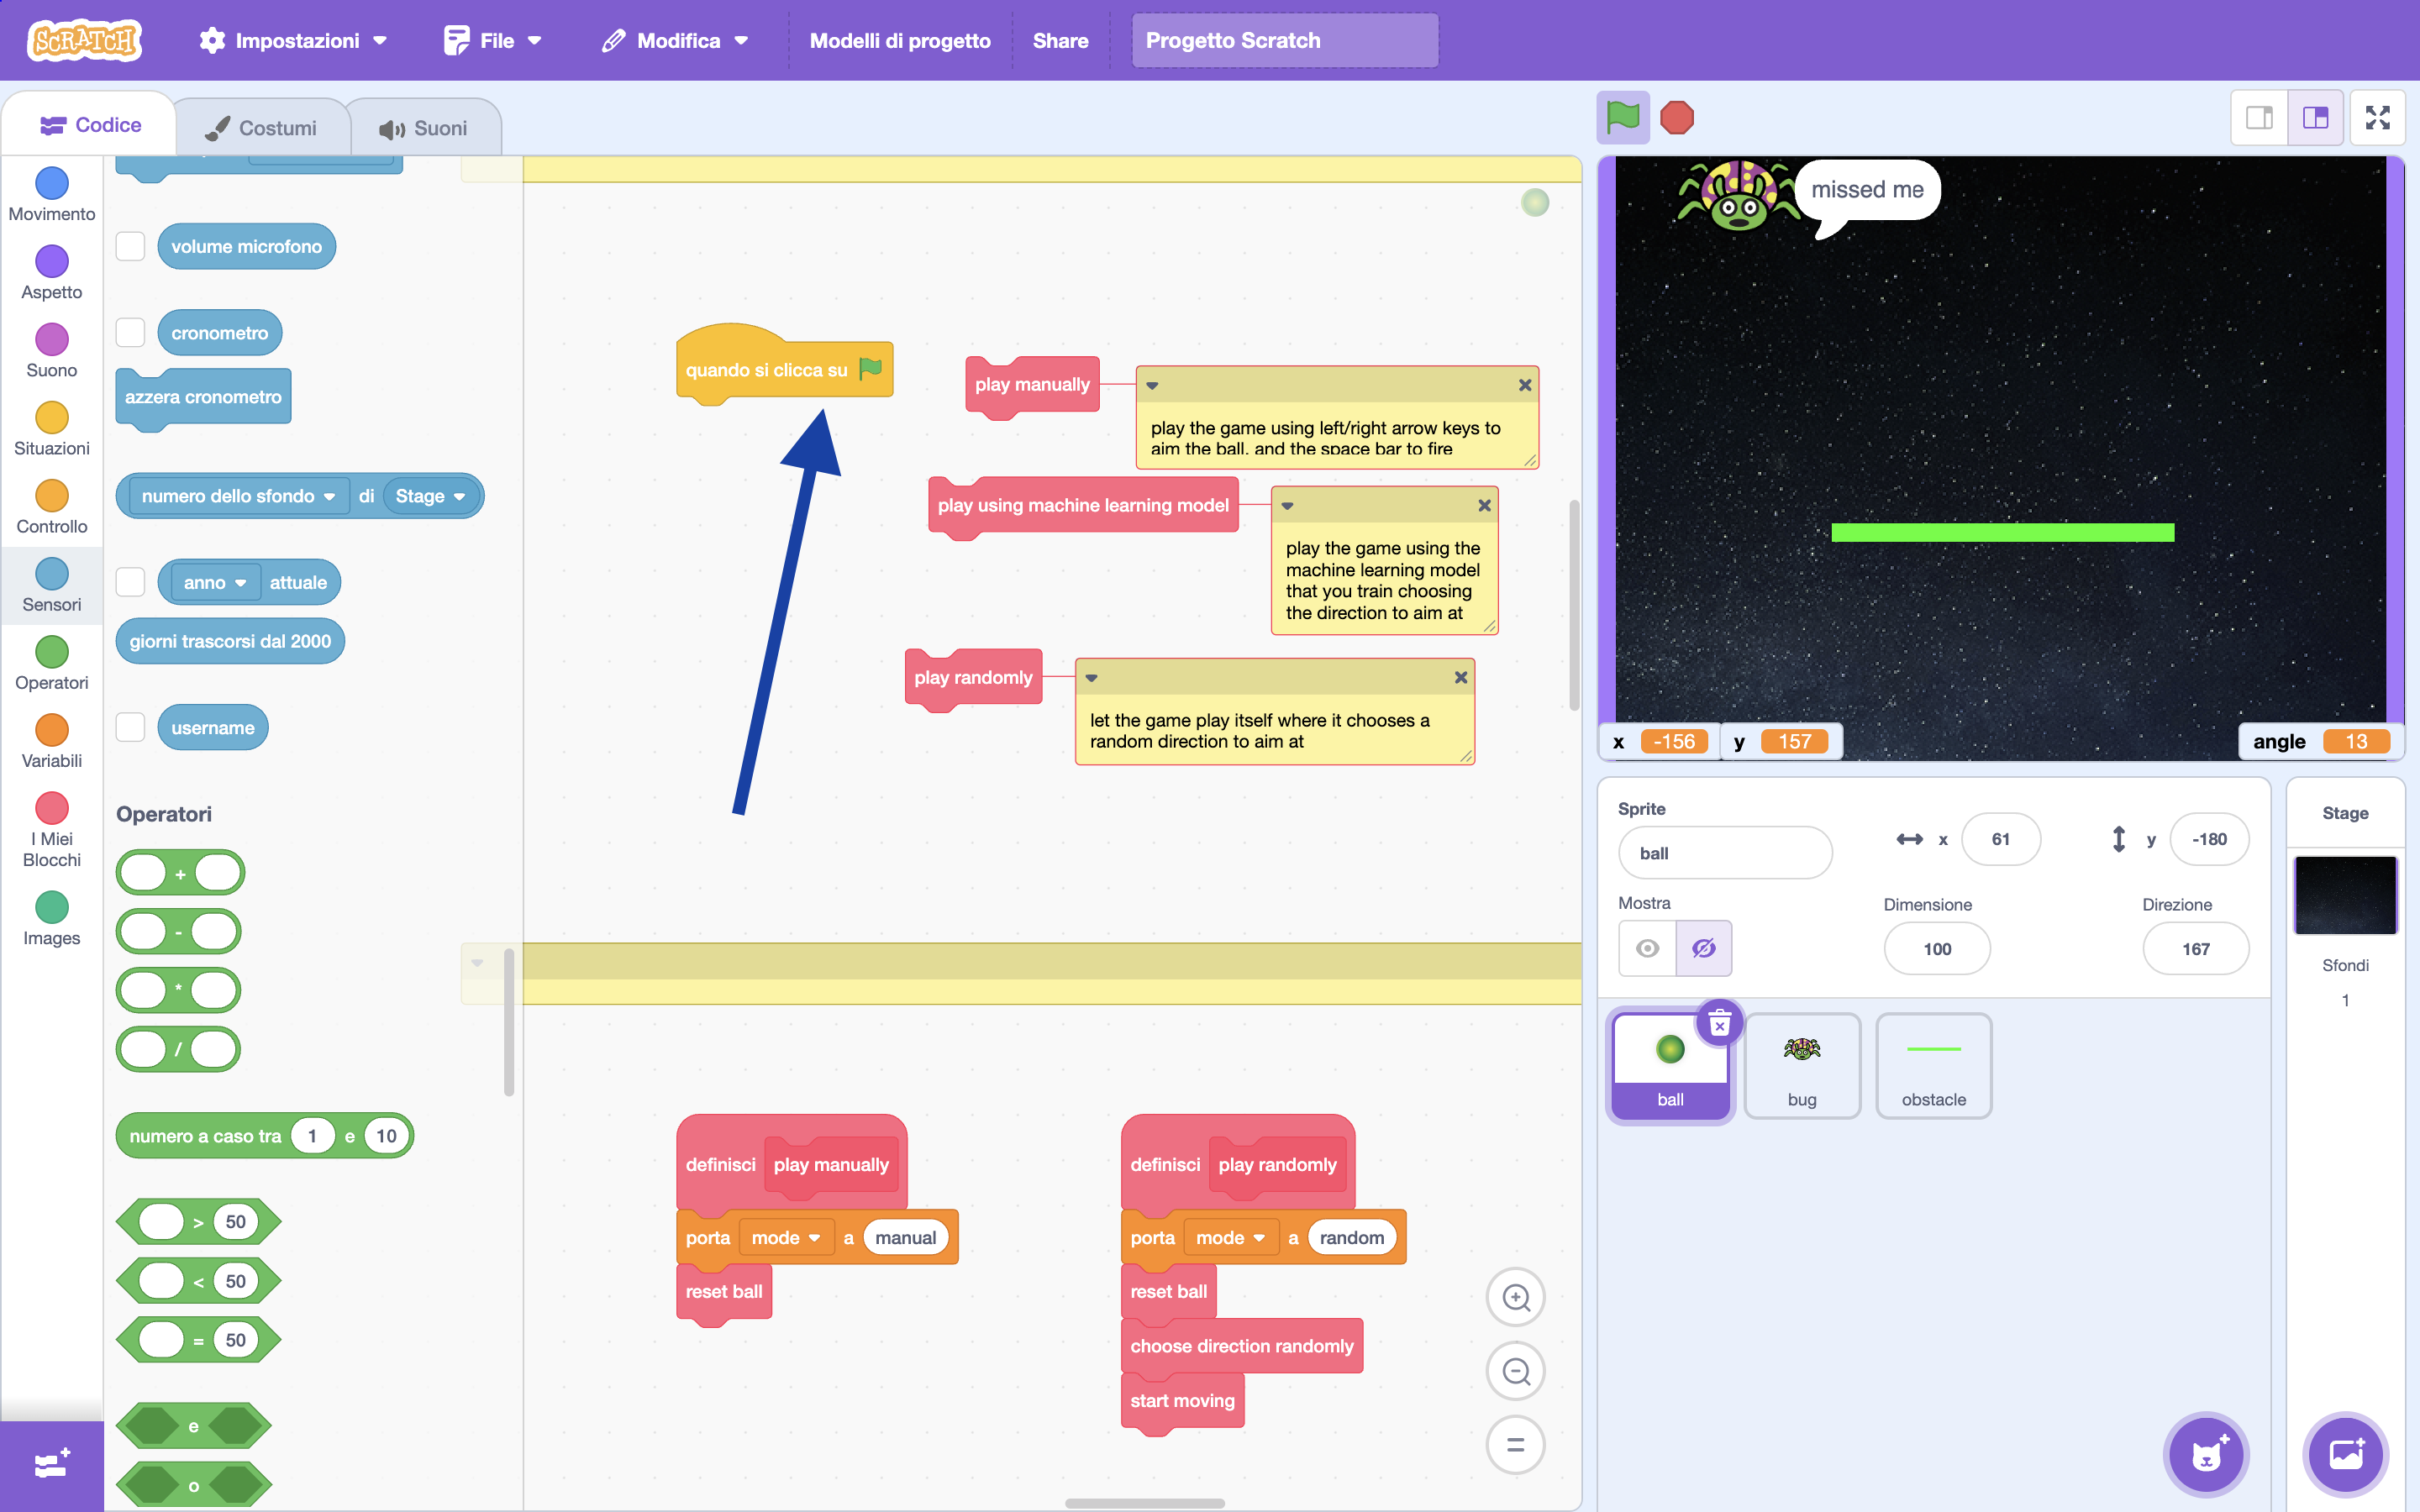 SCRATCH
Impostazioni
File
Modifica
Modelli di progetto
Share
Progetto Scratch
Codice
Costumi
Suoni
Movimento
Aspetto
Suono
Situazioni
Controllo
Sensori
Operatori
Variabili
I Miei
Blocchi
Images
volume microfono
cronometro
azzera cronometro
numero dello sfondo di Stage
anno attuale
giorni trascorsi dal 2000
username
Operatori
+
-
*
/
numero a caso tra 1 e 10
> 50
< 50
= 50
e
o
quando si clicca su
play manually
play the game using left/right arrow keys to
aim the ball, and the space bar to fire
play using machine learning model
play the game using the
machine learning model
that you train choosing
the direction to aim at
play randomly
let the game play itself where it chooses a
random direction to aim at
definisci play manually
porta mode a manual
reset ball
definisci play randomly
porta mode a random
reset ball
choose direction randomly
start moving
missed me
x -156
y 157
angle 13
Sprite
ball
x 61
y -180
Mostra
Dimensione
100
Direzione
167
ball
bug
obstacle
Stage
Sfondi
1